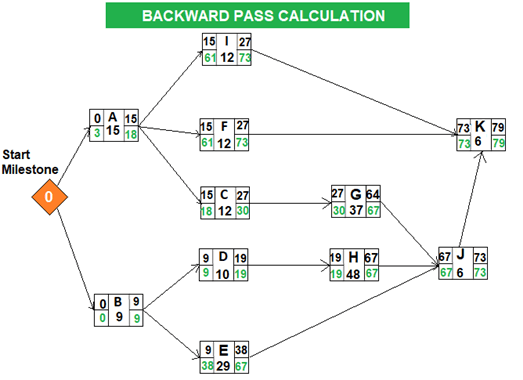 BACKWARD PASS CALCULATION
15 I 27
61 12 73
0 A 15
3 15 18
15 F 27
61 12 73
73 K 79
73 6 79
Start
Milestone
0
15 C 27
18 12 30
27 G 64
30 37 67
9 D 19
9 10 19
19 H 67
19 48 67
67 J 73
67 6 73
0 B 9
0 9 9
9 E 38
38 29 67